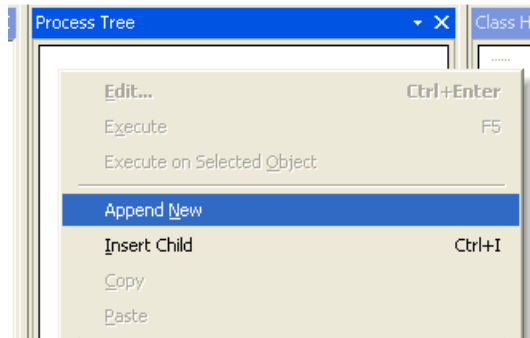 Process Tree
Class H
Edit... Ctrl+Enter
Execute F5
Execute on Selected Object
Append New
Insert Child Ctrl+I
Copy
Paste